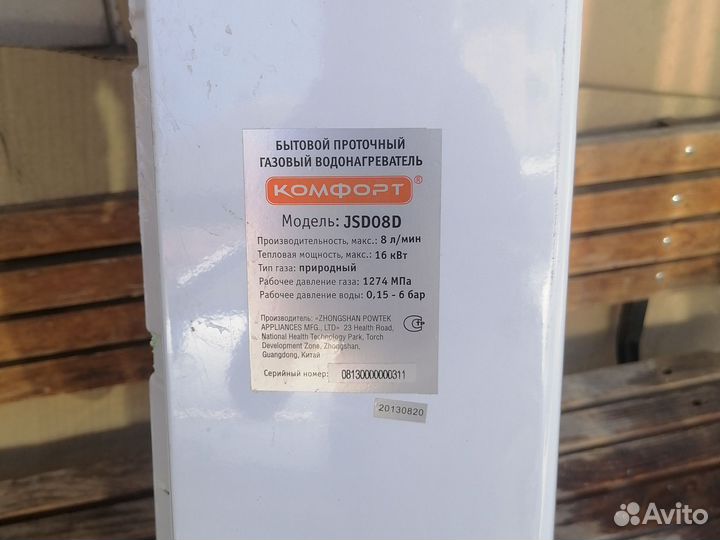 БЫТОВОЙ ПРОТОЧНЫЙ
ГАЗОВЫЙ ВОДОНАГРЕВАТЕЛЬ
КОМФОРТ ®
Модель: JSD08D
Производительность, макс.: 8 л/мин
Тепловая мощность, макс.: 16 кВт
Тип газа: природный
Рабочее давление газа: 1274 МПа
Рабочее давление воды: 0,15 - 6 бар
Производитель: «ZHONGSHAN POWTEK
APPLIANCES MFG., LTD» 23 Health Road,
National Health Technology Park, Torch
Development Zone, Zhongshan,
Guangdong, Китай
Серийный номер: 08130000000311
20130820
Avito